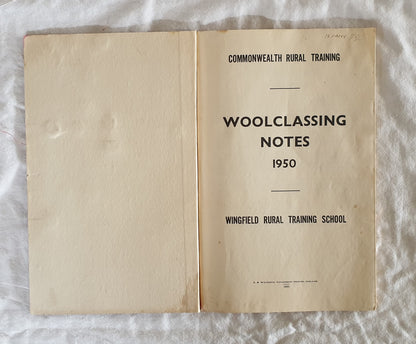 COMMONWEALTH RURAL TRAINING
WOOLCLASSING
NOTES
1950
WINGFIELD RURAL TRAINING SCHOOL